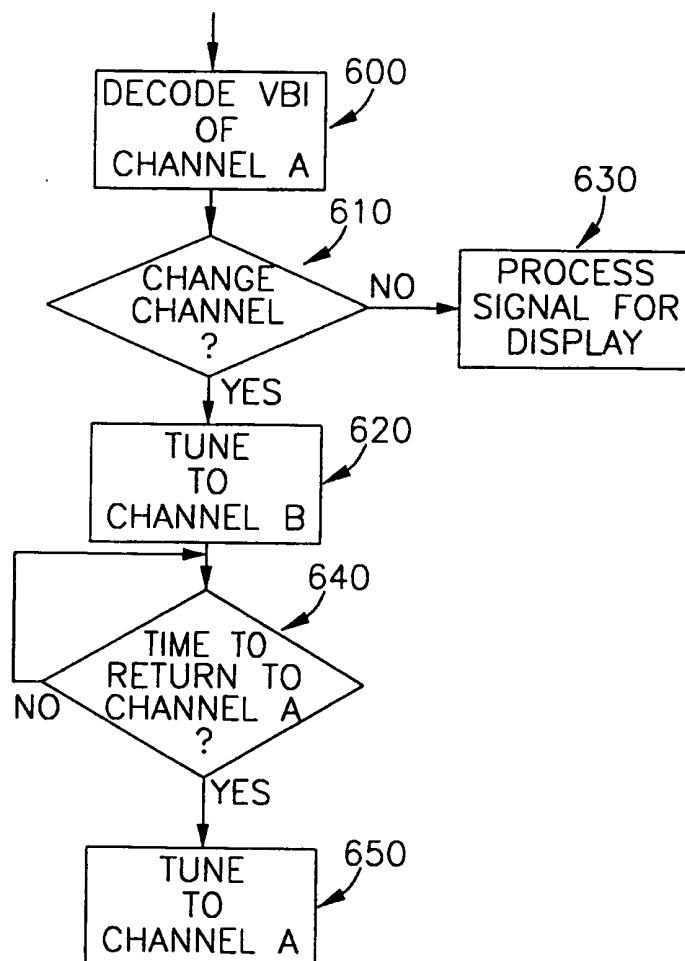 600
DECODE VBI
OF
CHANNEL A
610
CHANGE
CHANNEL
?
NO
630
PROCESS
SIGNAL FOR
DISPLAY
YES
620
TUNE
TO
CHANNEL B
640
TIME TO
RETURN TO
CHANNEL A
?
NO
YES
650
TUNE
TO
CHANNEL A